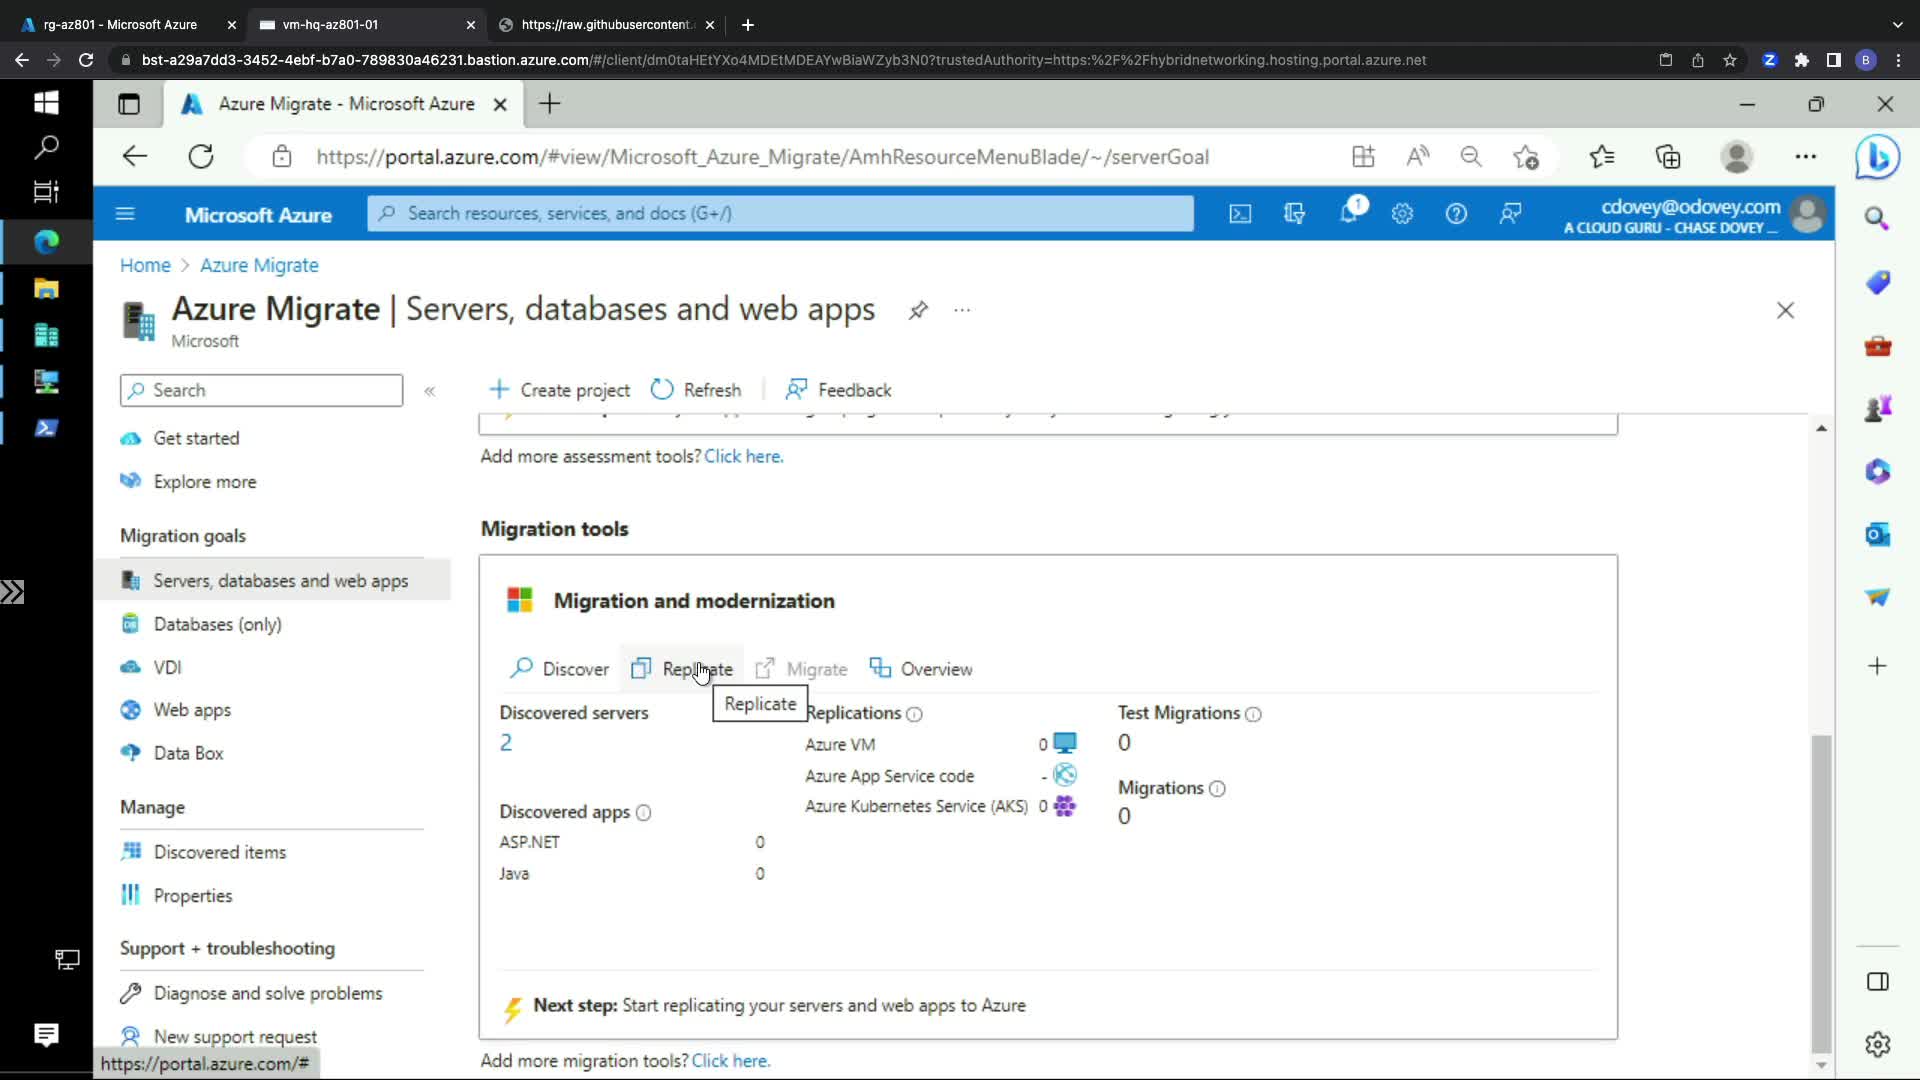 rg-az801 - Microsoft Azure
vm-hq-az801-01
https://raw.githubusercontent.
bst-a29a7dd3-3452-4ebf-b7a0-789830a46231.bastion.azure.com/#/client/dm0taHEtYXo4MDEtMDEAYwBiaWZyb3N0?trustedAuthority=https:%2F%2Fhybridnetworking.hosting.portal.azure.net
B
Azure Migrate - Microsoft Azure
https://portal.azure.com/#view/Microsoft_Azure_Migrate/AmhResourceMenuBlade/~/serverGoal
Microsoft Azure
Search resources, services, and docs (G+/)
1
cdovey@odovey.com
A CLOUD GURU - CHASE DOVEY ...
Home > Azure Migrate
Azure Migrate | Servers, databases and web apps
Microsoft
Search
Create project
Refresh
Feedback
Get started
Explore more
Migration goals
Servers, databases and web apps
Databases (only)
VDI
Web apps
Data Box
Manage
Discovered items
Properties
Support + troubleshooting
Diagnose and solve problems
New support request
https://portal.azure.com/#
Add more assessment tools? Click here.
Migration tools
Migration and modernization
Discover
Replicate
Migrate
Overview
Replicate
Discovered servers
2
Discovered apps
ASP.NET 0
Java 0
Replications
Azure VM 0
Azure App Service code -
Azure Kubernetes Service (AKS) 0
Test Migrations
0
Migrations
0
Next step: Start replicating your servers and web apps to Azure
Add more migration tools? Click here.